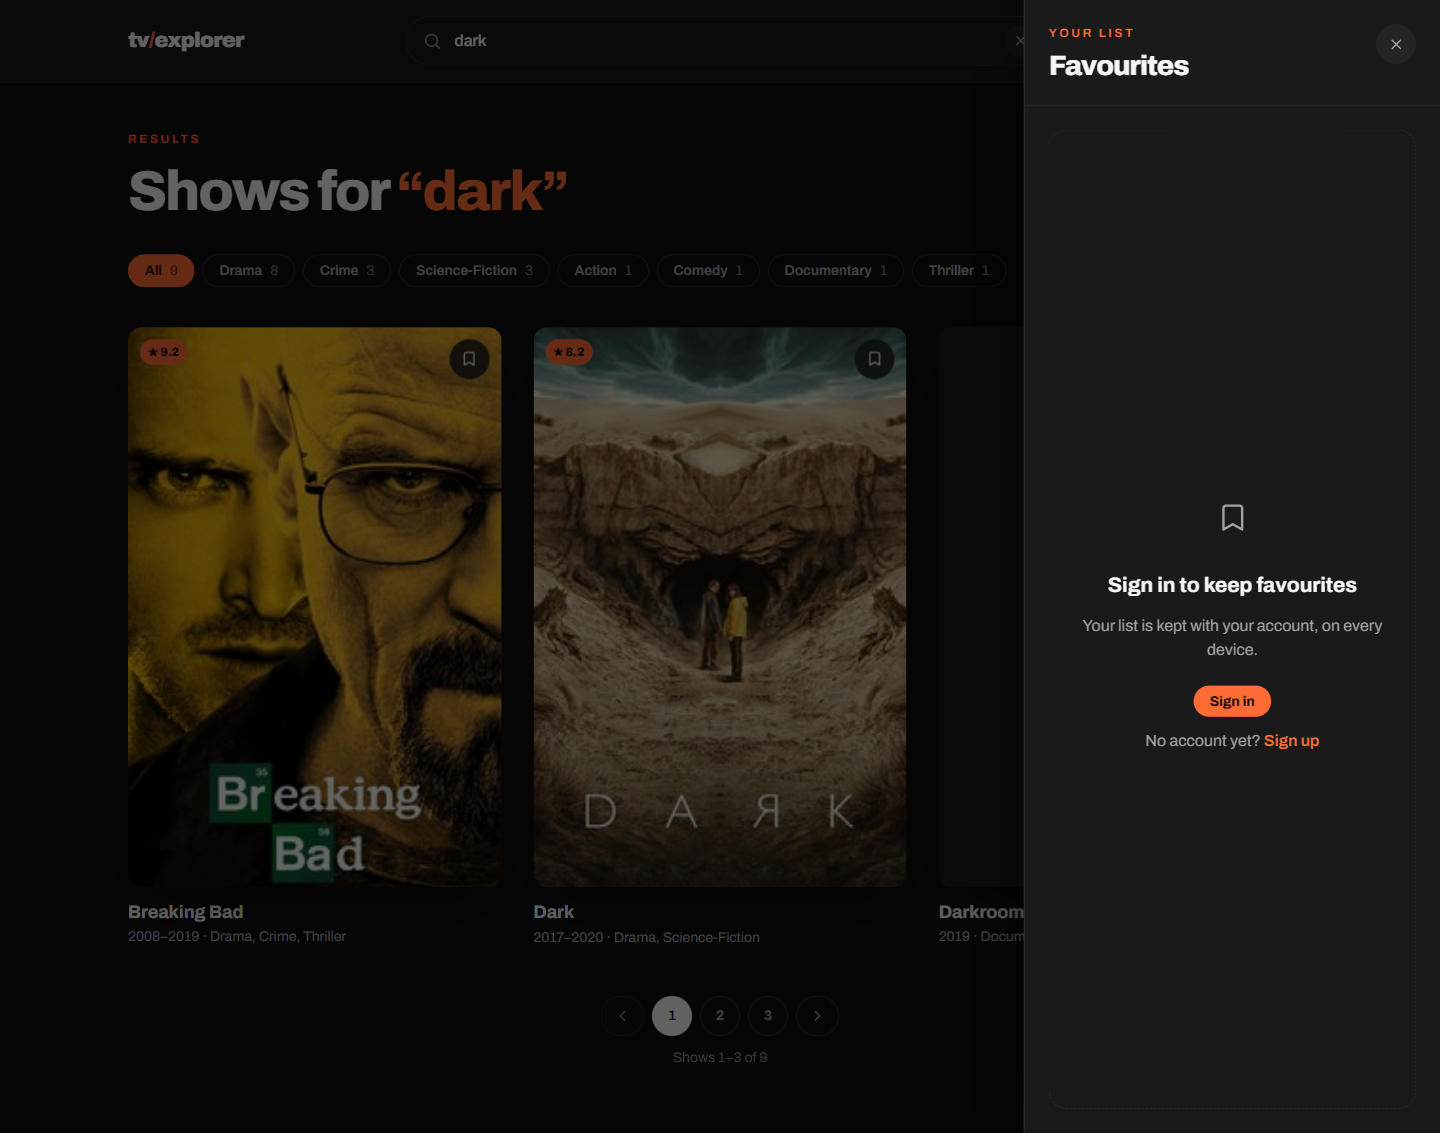 tv/explorer
dark
YOUR LIST
Favourites
RESULTS
Shows for “dark”
All 9
Drama 8
Crime 3
Science-Fiction 3
Action 1
Comedy 1
Documentary 1
Thriller 1
★ 9.2
35
Breaking
56
Bad
★ 8.2
DARK
Sign in to keep favourites
Your list is kept with your account, on every
device.
Sign in
No account yet? Sign up
Breaking Bad
2008–2019 · Drama, Crime, Thriller
Dark
2017–2020 · Drama, Science-Fiction
Darkroom
2019 · Docum
1
2
3
Shows 1–3 of 9